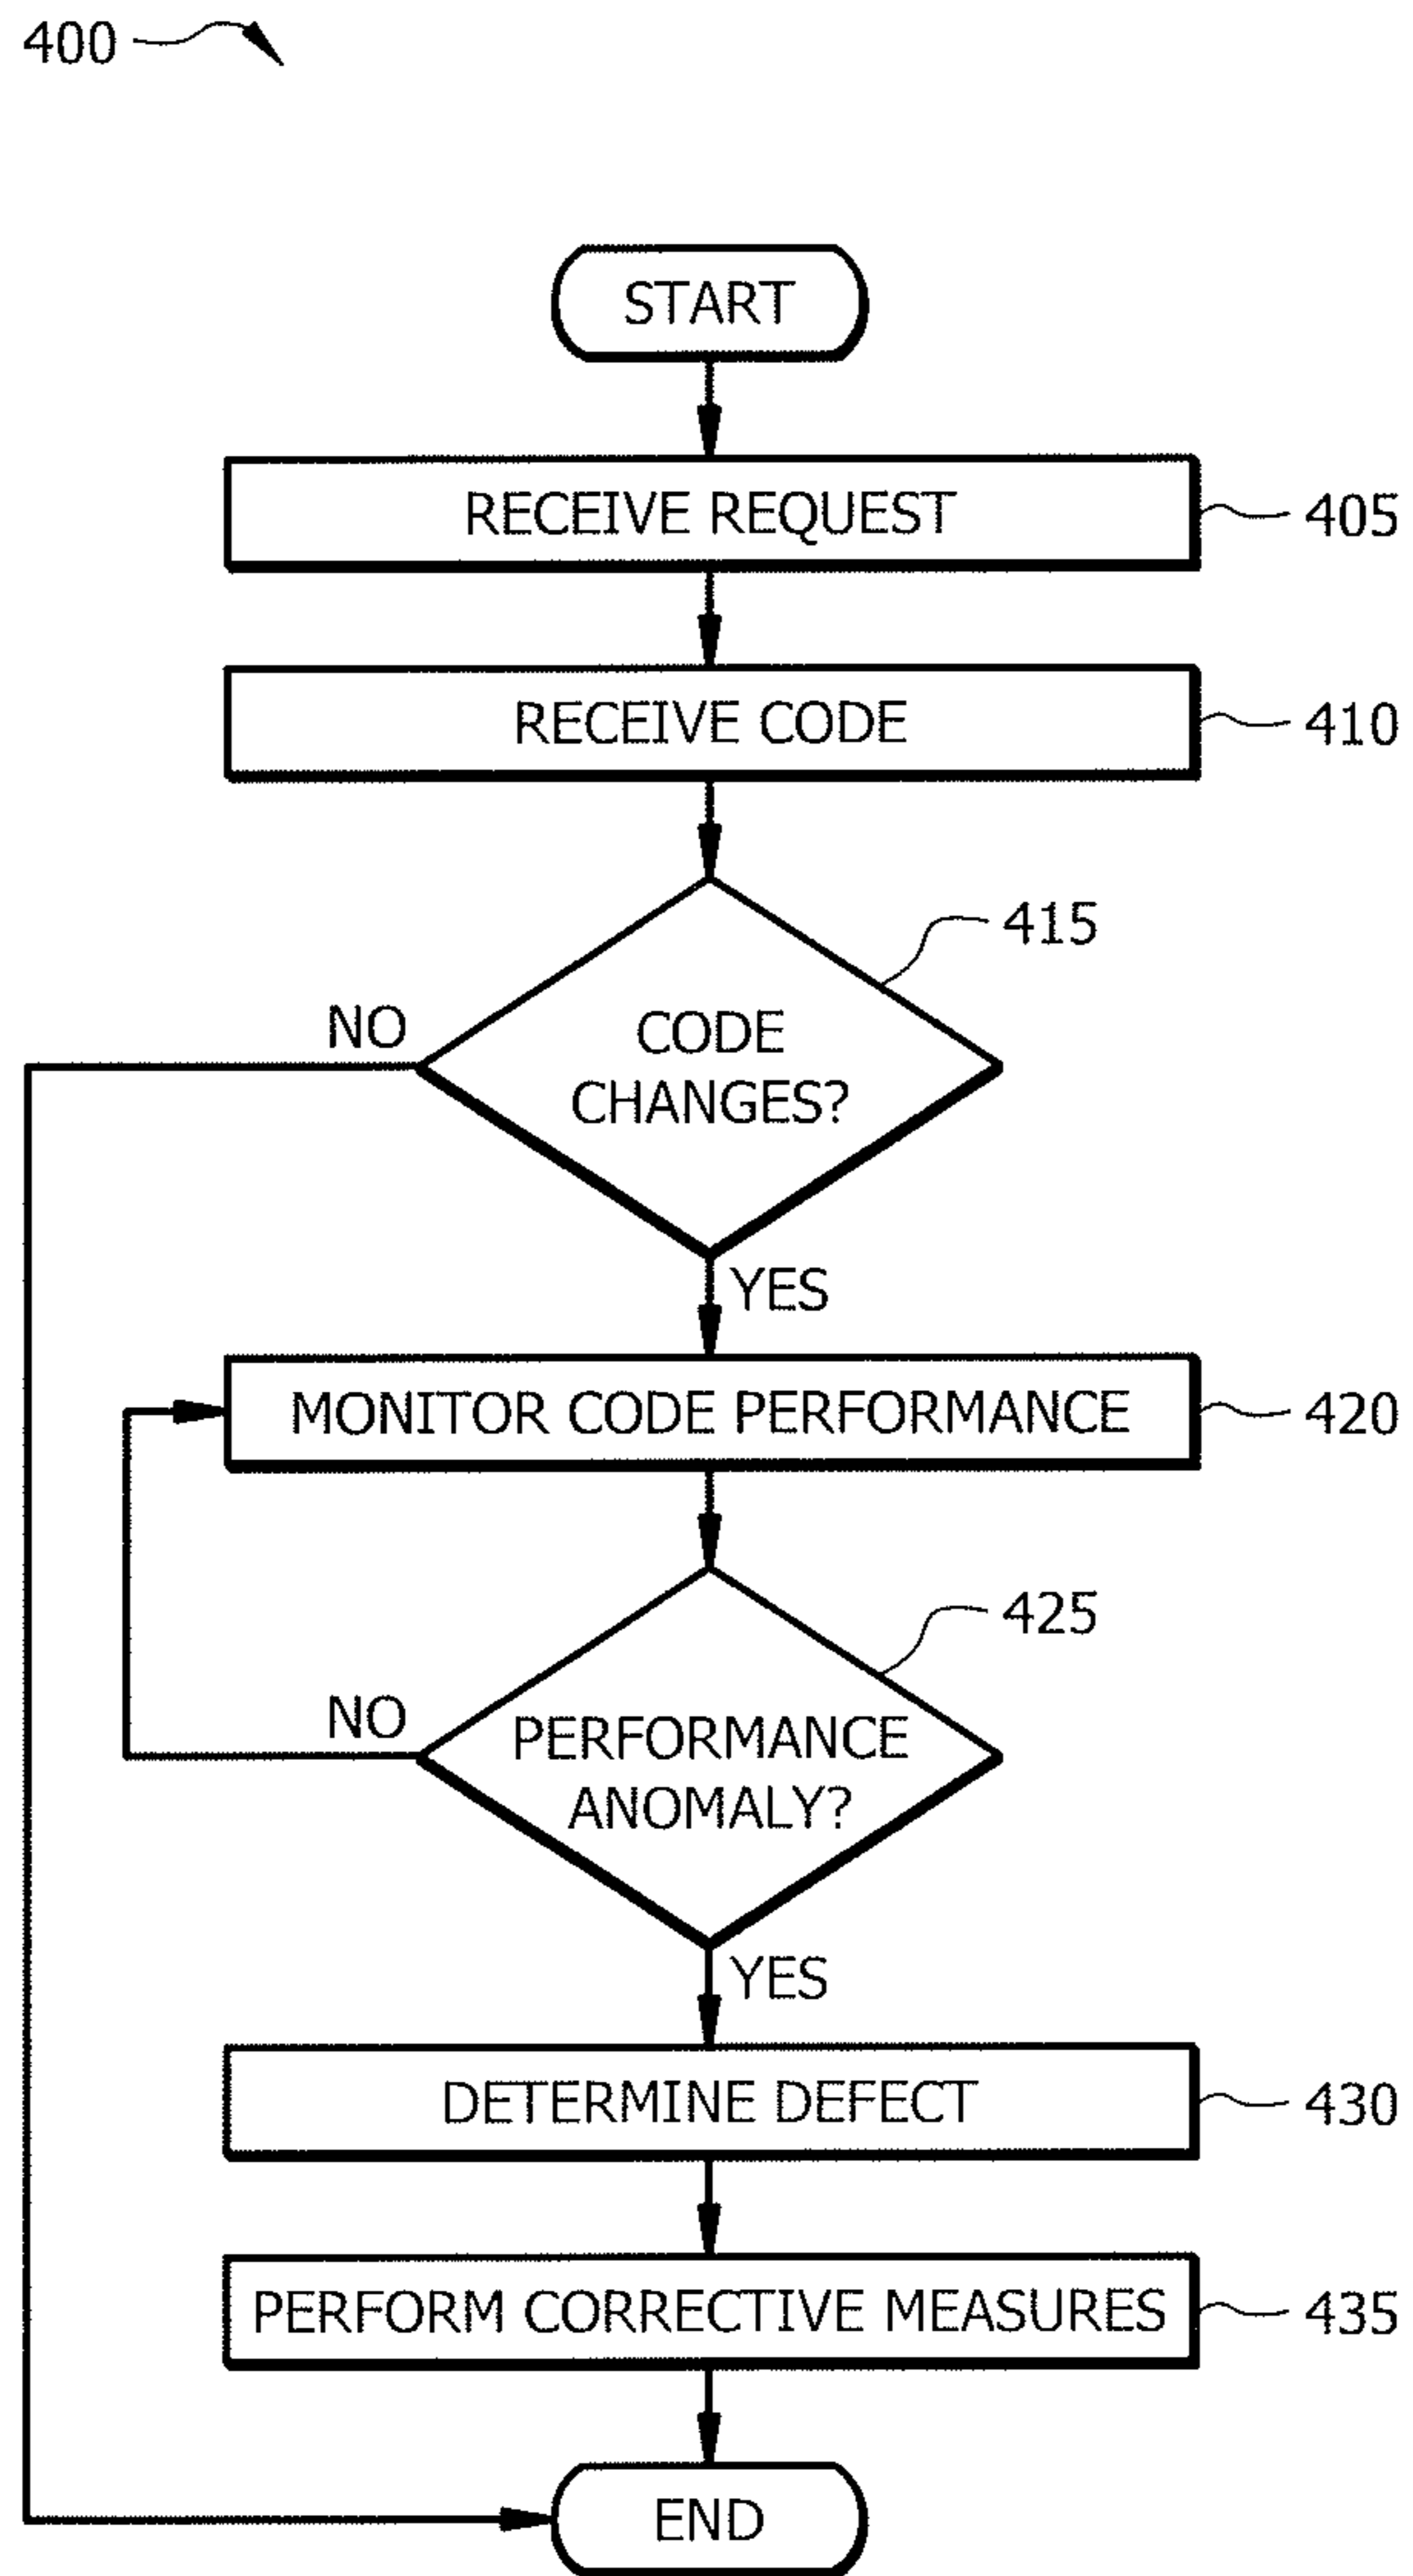 400
START
RECEIVE REQUEST
405
RECEIVE CODE
410
415
CODE
CHANGES?
NO
YES
MONITOR CODE PERFORMANCE
420
425
PERFORMANCE
ANOMALY?
NO
YES
DETERMINE DEFECT
430
PERFORM CORRECTIVE MEASURES
435
END